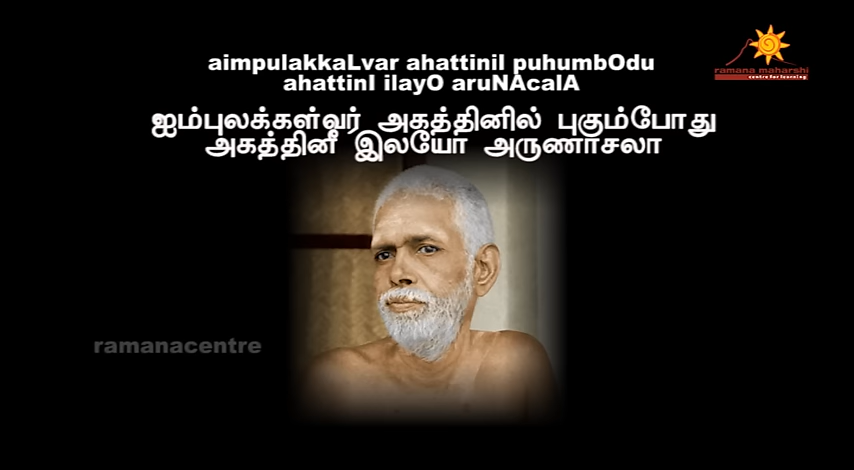 aimpulakkaLvar ahattiniI puhumbOdu
ahattinI ilayO aruNAcalA
ஐம்புலக்கள்வர் அகத்தினில் புகும்போது
அகத்தினீ இலயோ அருணாசலா
ramana maharshi
centre for learning
ramanacentre